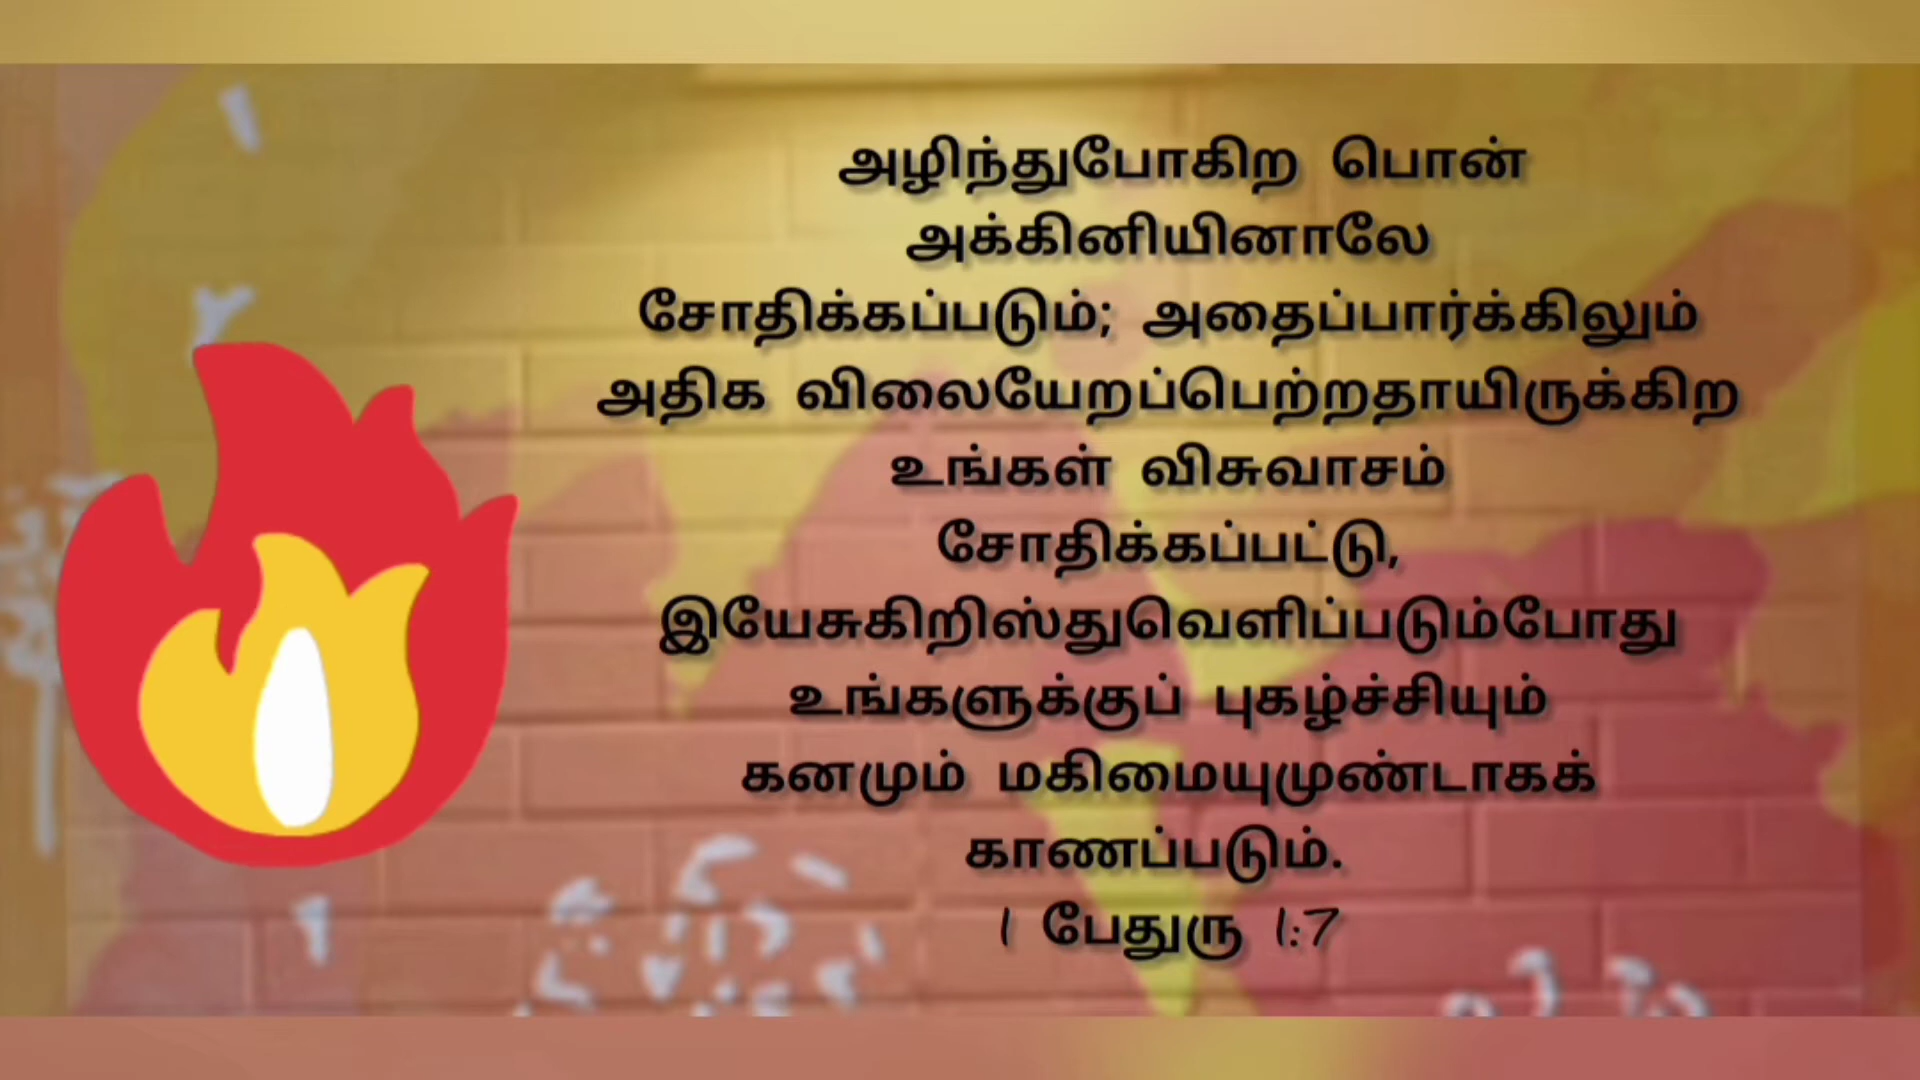 அழிந்துபோகிற பொன்
அக்கினியினாலே
சோதிக்கப்படும்; அதைப்பார்க்கிலும்
அதிக விலையேறப்பெற்றதாயிருக்கிற
உங்கள் விசுவாசம்
சோதிக்கப்பட்டு,
இயேசுகிறிஸ்துவெளிப்படும்போது
உங்களுக்குப் புகழ்ச்சியும்
கனமும் மகிமையுமுண்டாகக்
காணப்படும்.
1 பேதுரு 1:7